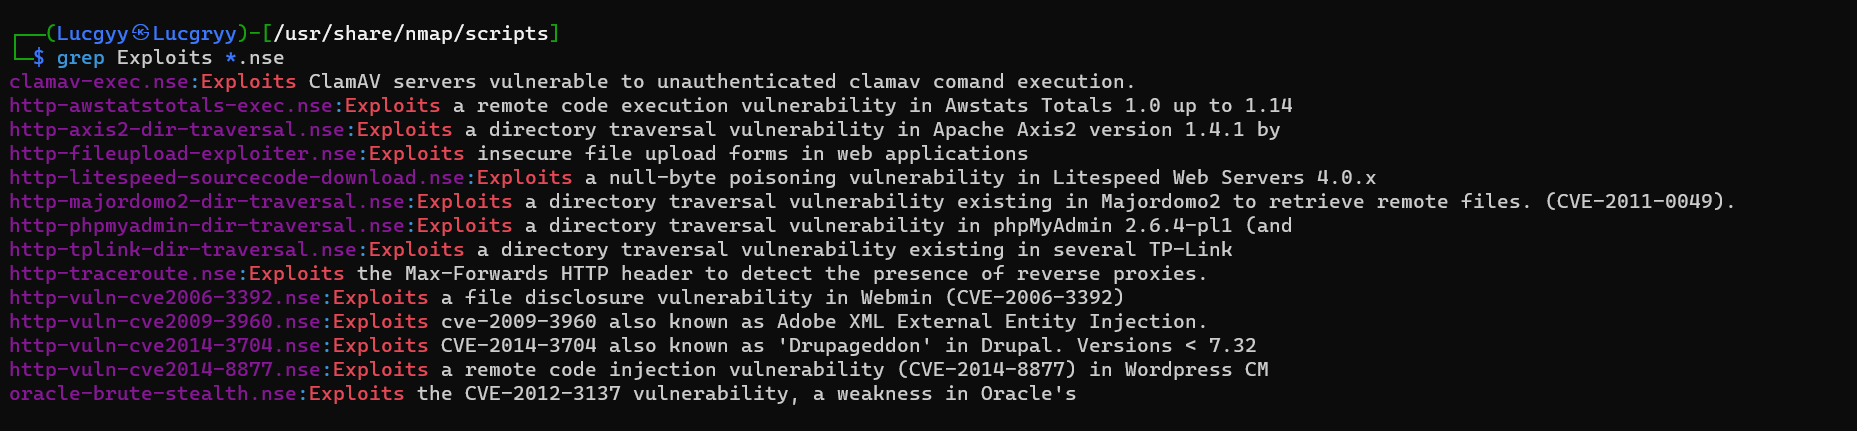 ┌──(Lucgyy㉿Lucgryy)-[/usr/share/nmap/scripts]
└─$ grep Exploits *.nse
clamav-exec.nse:Exploits ClamAV servers vulnerable to unauthenticated clamav comand execution.
http-awstatstotals-exec.nse:Exploits a remote code execution vulnerability in Awstats Totals 1.0 up to 1.14
http-axis2-dir-traversal.nse:Exploits a directory traversal vulnerability in Apache Axis2 version 1.4.1 by
http-fileupload-exploiter.nse:Exploits insecure file upload forms in web applications
http-litespeed-sourcecode-download.nse:Exploits a null-byte poisoning vulnerability in Litespeed Web Servers 4.0.x
http-majordomo2-dir-traversal.nse:Exploits a directory traversal vulnerability existing in Majordomo2 to retrieve remote files. (CVE-2011-0049).
http-phpmyadmin-dir-traversal.nse:Exploits a directory traversal vulnerability in phpMyAdmin 2.6.4-pl1 (and
http-tplink-dir-traversal.nse:Exploits a directory traversal vulnerability existing in several TP-Link
http-traceroute.nse:Exploits the Max-Forwards HTTP header to detect the presence of reverse proxies.
http-vuln-cve2006-3392.nse:Exploits a file disclosure vulnerability in Webmin (CVE-2006-3392)
http-vuln-cve2009-3960.nse:Exploits cve-2009-3960 also known as Adobe XML External Entity Injection.
http-vuln-cve2014-3704.nse:Exploits CVE-2014-3704 also known as 'Drupageddon' in Drupal. Versions < 7.32
http-vuln-cve2014-8877.nse:Exploits a remote code injection vulnerability (CVE-2014-8877) in Wordpress CM
oracle-brute-stealth.nse:Exploits the CVE-2012-3137 vulnerability, a weakness in Oracle's